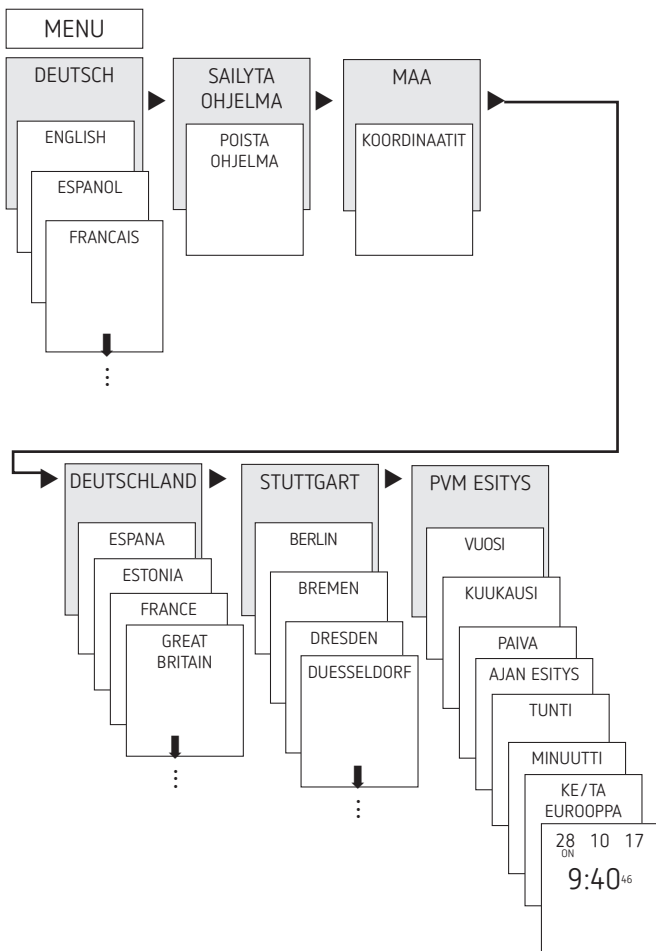 MENU
DEUTSCH
ENGLISH
ESPANOL
FRANCAIS
SAILYTA
OHJELMA
POISTA
OHJELMA
MAA
KOORDINAATIT
DEUTSCHLAND
ESPANA
ESTONIA
FRANCE
GREAT
BRITAIN
STUTTGART
BERLIN
BREMEN
DRESDEN
DUESSELDORF
PVM ESITYS
VUOSI
KUUKAUSI
PAIVA
AJAN ESITYS
TUNTI
MINUUTTI
KE/TA
EUROOPPA
28 10 17
ON
9:40 46